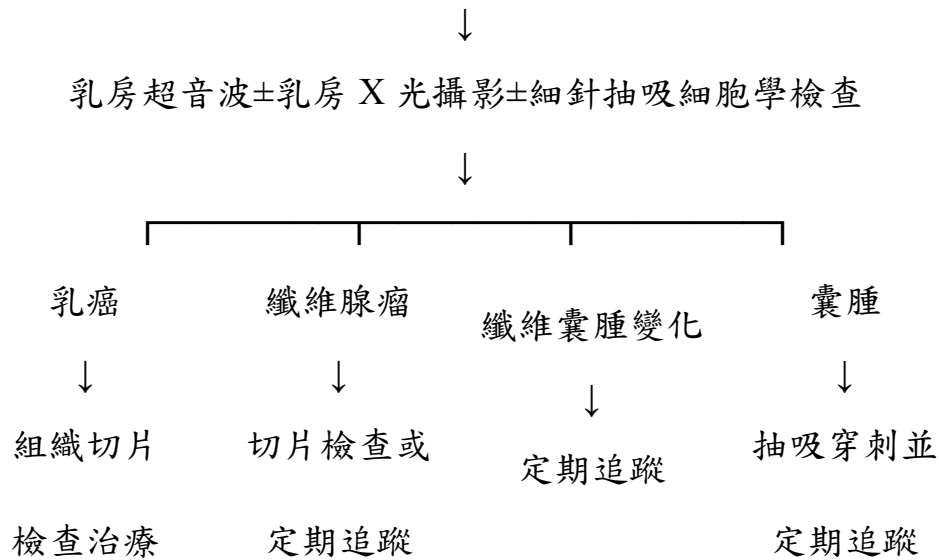 ↓
乳房超音波±乳房 X 光攝影±細針抽吸細胞學檢查
↓
乳癌
纖維腺瘤
纖維囊腫變化
囊腫
↓
↓
↓
↓
組織切片
檢查治療
切片檢查或
定期追蹤
定期追蹤
抽吸穿刺並
定期追蹤